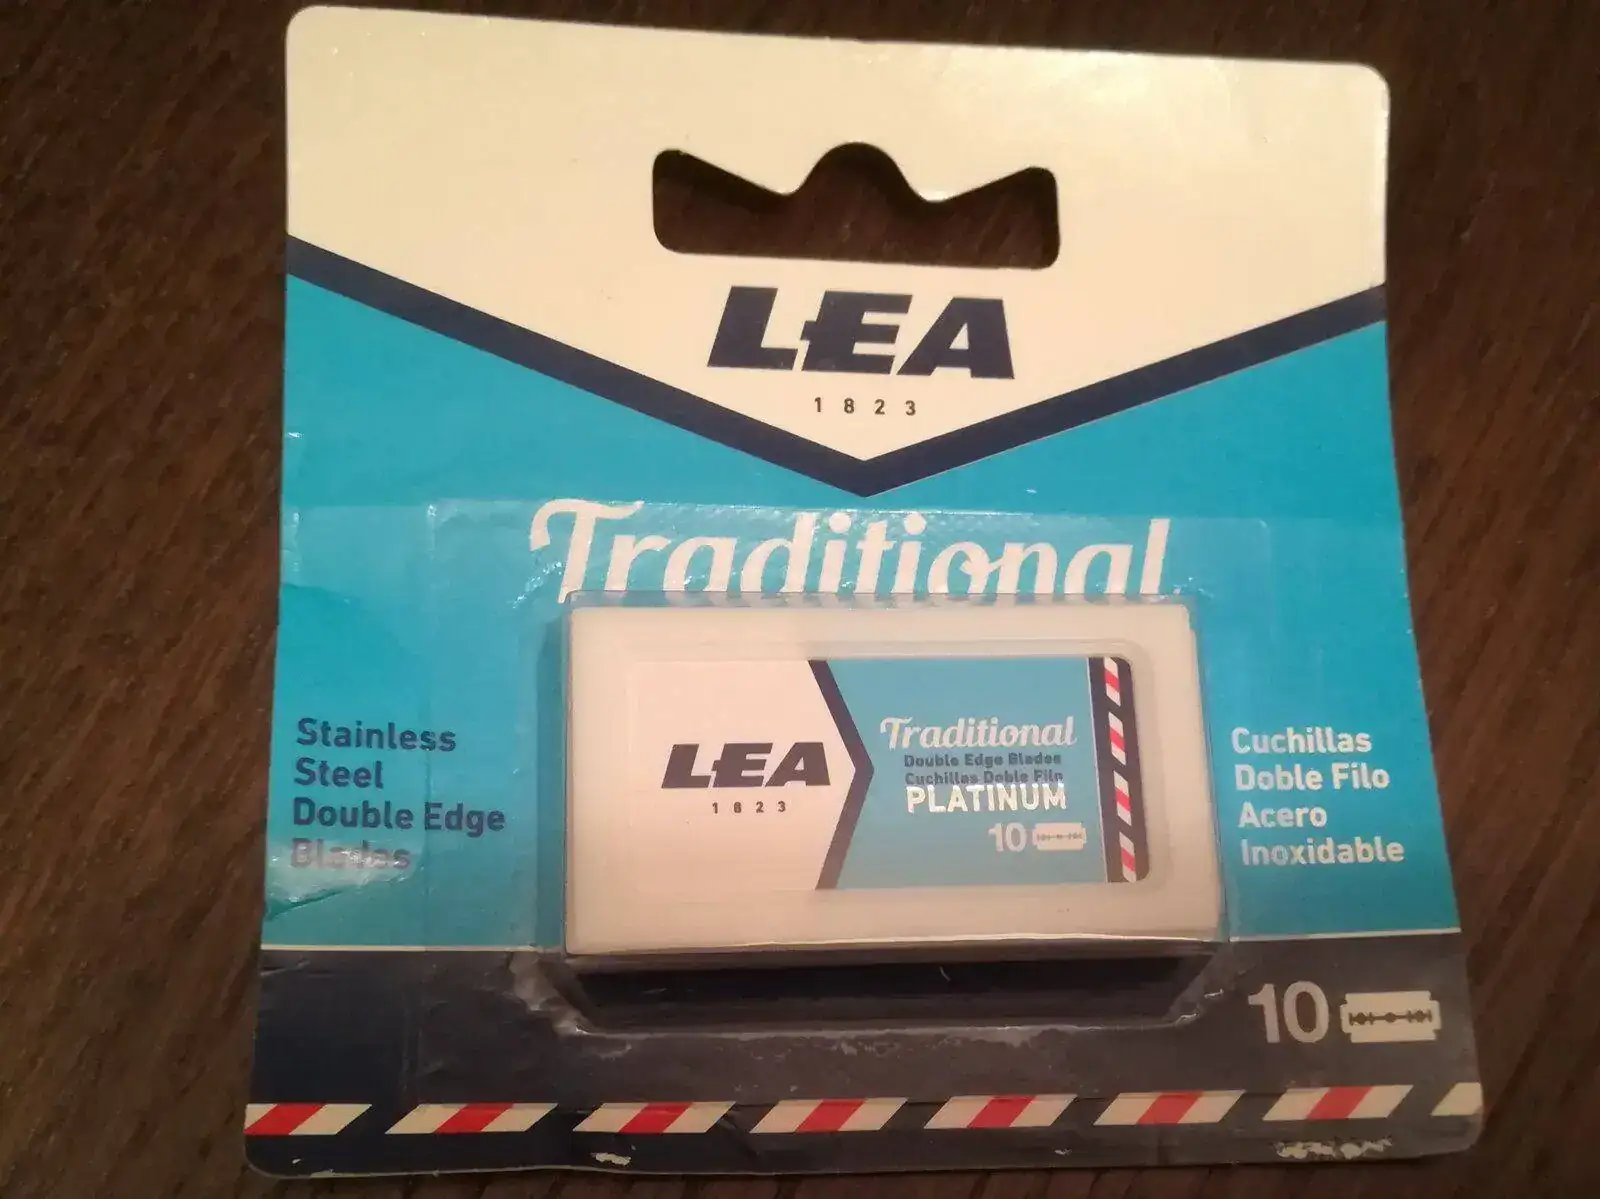 LEA
1823
Traditional
Stainless
Steel
Double Edge
Blades
LEA
1823
Traditional
Double Edge Blades
Cuchillas Doble Filo
PLATINUM
10
Cuchillas
Doble Filo
Acero
Inoxidable
10